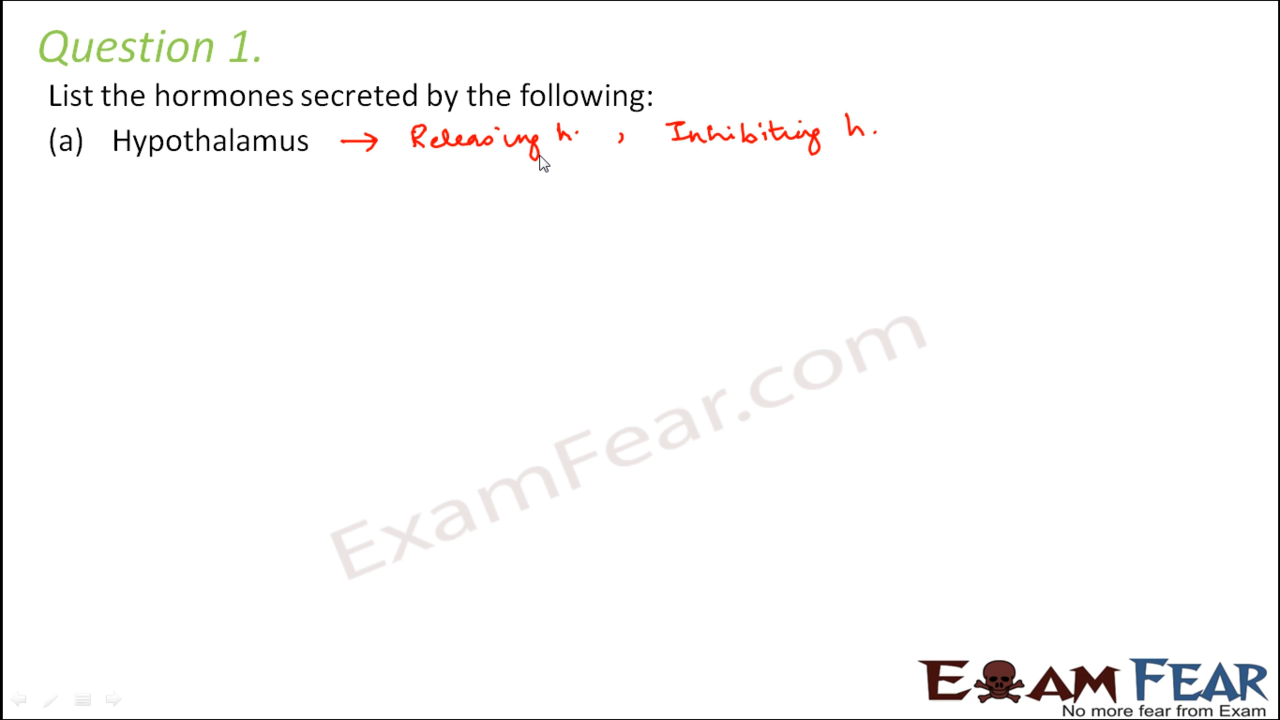 Question 1.
List the hormones secreted by the following:
(a) Hypothalamus → Releasing h. , Inhibiting h.
ExamFear.com
EXAM FEAR
No more fear from Exam